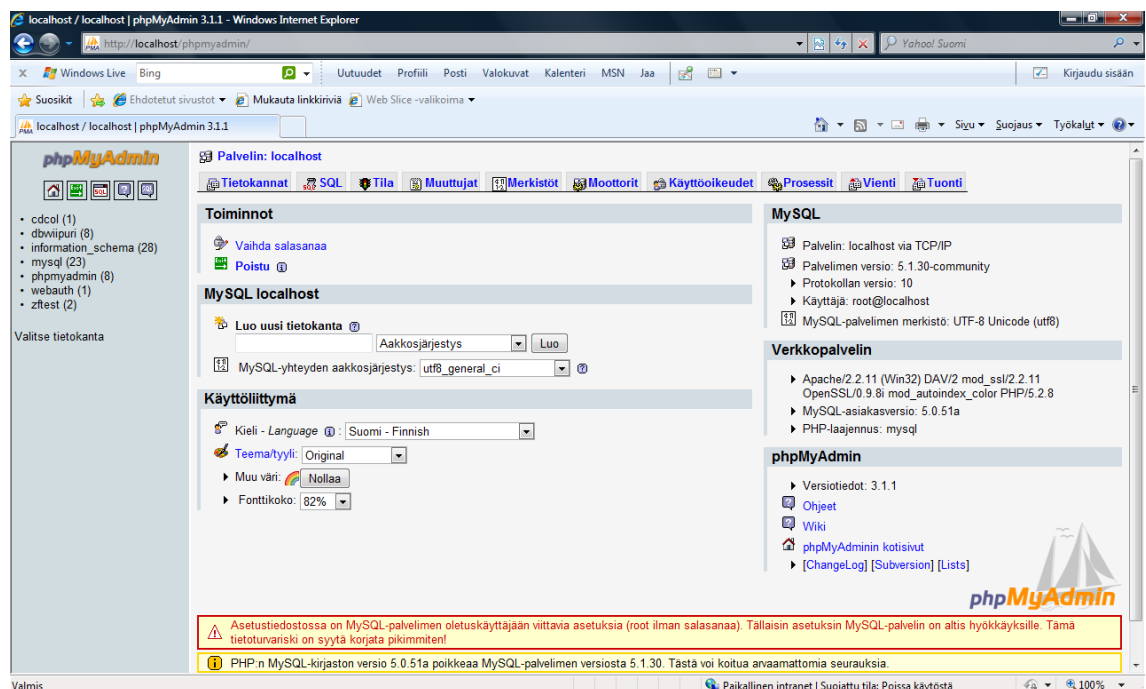 localhost / localhost | phpMyAdmin 3.1.1 - Windows Internet Explorer
http://localhost/phpmyadmin/
Yahoo! Suomi
Windows Live Bing Uutuudet Profiili Posti Valokuvat Kalenteri MSN Jaa Kirjaudu sisään
Suosikit Ehdotetut sivustot Mukauta linkkiriviä Web Slice -valikoima
localhost / localhost | phpMyAdmin 3.1.1 Sivu Suojaus Työkalut
phpMyAdmin
cdcol (1)
dbwiipuri (8)
information_schema (28)
mysql (23)
phpmyadmin (8)
webauth (1)
zftest (2)
Valitse tietokanta
Palvelin: localhost
Tietokannat SQL Tila Muuttujat Merkistöt Moottorit Käyttöoikeudet Prosessit Vienti Tuonti
Toiminnot
Vaihda salasanaa
Poistu
MySQL localhost
Luo uusi tietokanta
Aakkosjärjestys Luo
MySQL-yhteyden aakkosjärjestys: utf8_general_ci
Käyttöliittymä
Kieli - Language : Suomi - Finnish
Teema/tyyli: Original
Muu väri: Nollaa
Fonttikoko: 82%
MySQL
Palvelin: localhost via TCP/IP
Palvelimen versio: 5.1.30-community
Protokollan versio: 10
Käyttäjä: root@localhost
MySQL-palvelimen merkistö: UTF-8 Unicode (utf8)
Verkkopalvelin
Apache/2.2.11 (Win32) DAV/2 mod_ssl/2.2.11
OpenSSL/0.9.8i mod_autoindex_color PHP/5.2.8
MySQL-asiakasversio: 5.0.51a
PHP-laajennus: mysql
phpMyAdmin
Versiotiedot: 3.1.1
Ohjeet
Wiki
phpMyAdminin kotisivut
[ChangeLog] [Subversion] [Lists]
phpMyAdmin
Asetustiedostossa on MySQL-palvelimen oletuskäyttäjään viittavia asetuksia (root ilman salasanaa). Tällaisin asetuksin MySQL-palvelin on altis hyökkäyksille. Tämä
tietoturvariski on syytä korjata pikimmiten!
PHP:n MySQL-kirjaston versio 5.0.51a poikkeaa MySQL-palvelimen versiosta 5.1.30. Tästä voi koitua arvaamattomia seurauksia.
Valmis Paikallinen intranet | Suojattu tila: Poissa käytöstä 100%